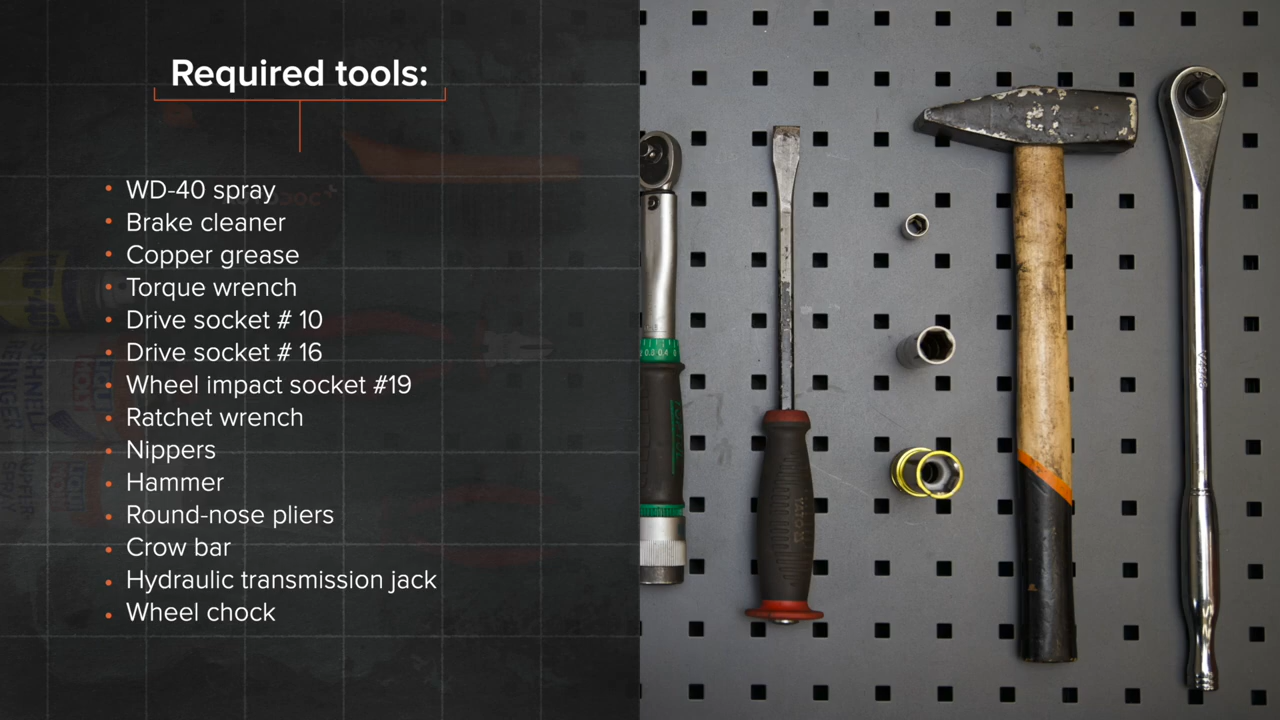 Required tools:
• WD-40 spray
• Brake cleaner
• Copper grease
• Torque wrench
• Drive socket # 10
• Drive socket # 16
• Wheel impact socket #19
• Ratchet wrench
• Nippers
• Hammer
• Round-nose pliers
• Crow bar
• Hydraulic transmission jack
• Wheel chock